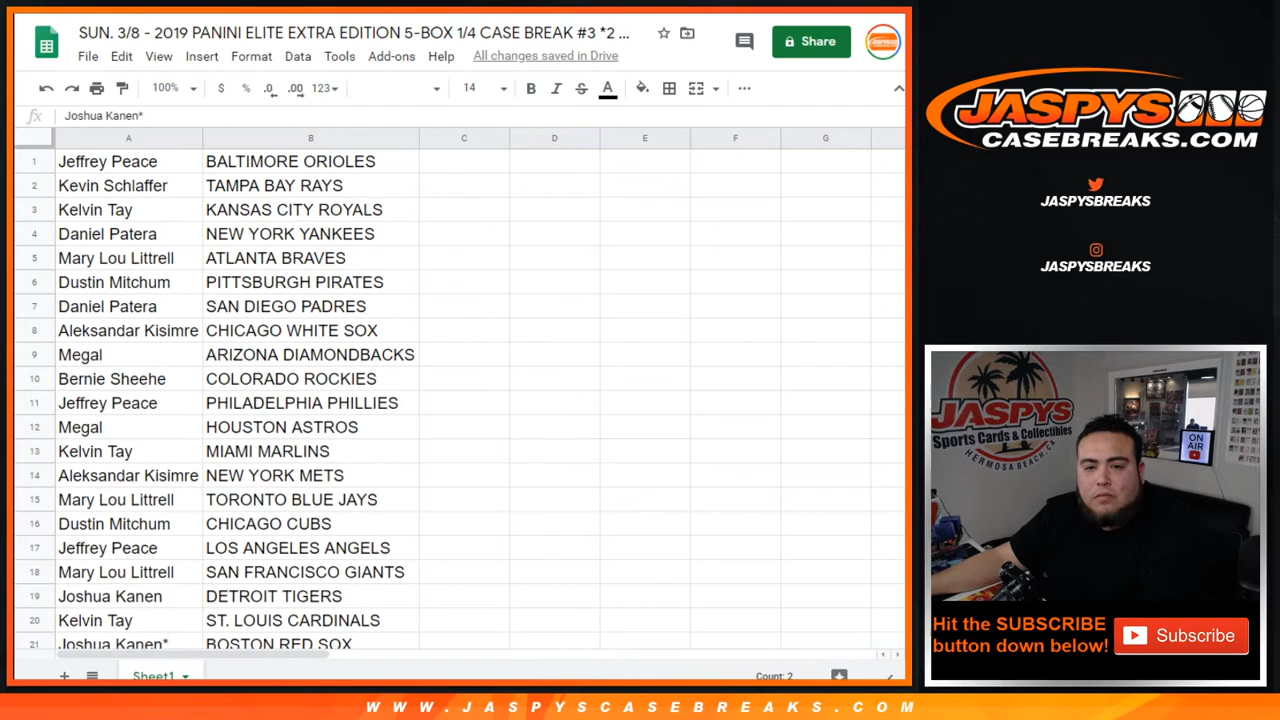 SUN. 3/8 - 2019 PANINI ELITE EXTRA EDITION 5-BOX 1/4 CASE BREAK #3 *2 ...
File Edit View Insert Format Data Tools Add-ons Help All changes saved in Drive
Share
100% $ % .0 .00 123 14 B I S A ...
fx Joshua Kanen*
A B C D E F G
1 Jeffrey Peace BALTIMORE ORIOLES
2 Kevin Schlaffer TAMPA BAY RAYS
3 Kelvin Tay KANSAS CITY ROYALS
4 Daniel Patera NEW YORK YANKEES
5 Mary Lou Littrell ATLANTA BRAVES
6 Dustin Mitchum PITTSBURGH PIRATES
7 Daniel Patera SAN DIEGO PADRES
8 Aleksandar Kisimre CHICAGO WHITE SOX
9 Megal ARIZONA DIAMONDBACKS
10 Bernie Sheehe COLORADO ROCKIES
11 Jeffrey Peace PHILADELPHIA PHILLIES
12 Megal HOUSTON ASTROS
13 Kelvin Tay MIAMI MARLINS
14 Aleksandar Kisimre NEW YORK METS
15 Mary Lou Littrell TORONTO BLUE JAYS
16 Dustin Mitchum CHICAGO CUBS
17 Jeffrey Peace LOS ANGELES ANGELS
18 Mary Lou Littrell SAN FRANCISCO GIANTS
19 Joshua Kanen DETROIT TIGERS
20 Kelvin Tay ST. LOUIS CARDINALS
21 Joshua Kanen* BOSTON RED SOX
Sheet1 Count: 2
JASPYS
CASEBREAKS.COM
JASPYSBREAKS
JASPYSBREAKS
JASPYS
Sports Cards & Collectibles
HERMOSA BEACH, CA
ON
AIR
Hit the SUBSCRIBE
button down below!
Subscribe
WWW.JASPYSCASEBREAKS.COM